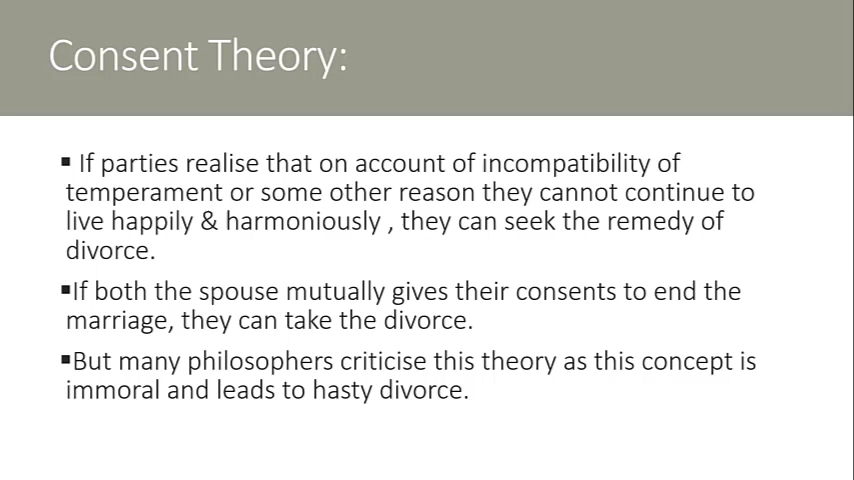 Consent Theory:
▪ If parties realise that on account of incompatibility of
temperament or some other reason they cannot continue to
live happily & harmoniously , they can seek the remedy of
divorce.
▪If both the spouse mutually gives their consents to end the
marriage, they can take the divorce.
▪But many philosophers criticise this theory as this concept is
immoral and leads to hasty divorce.